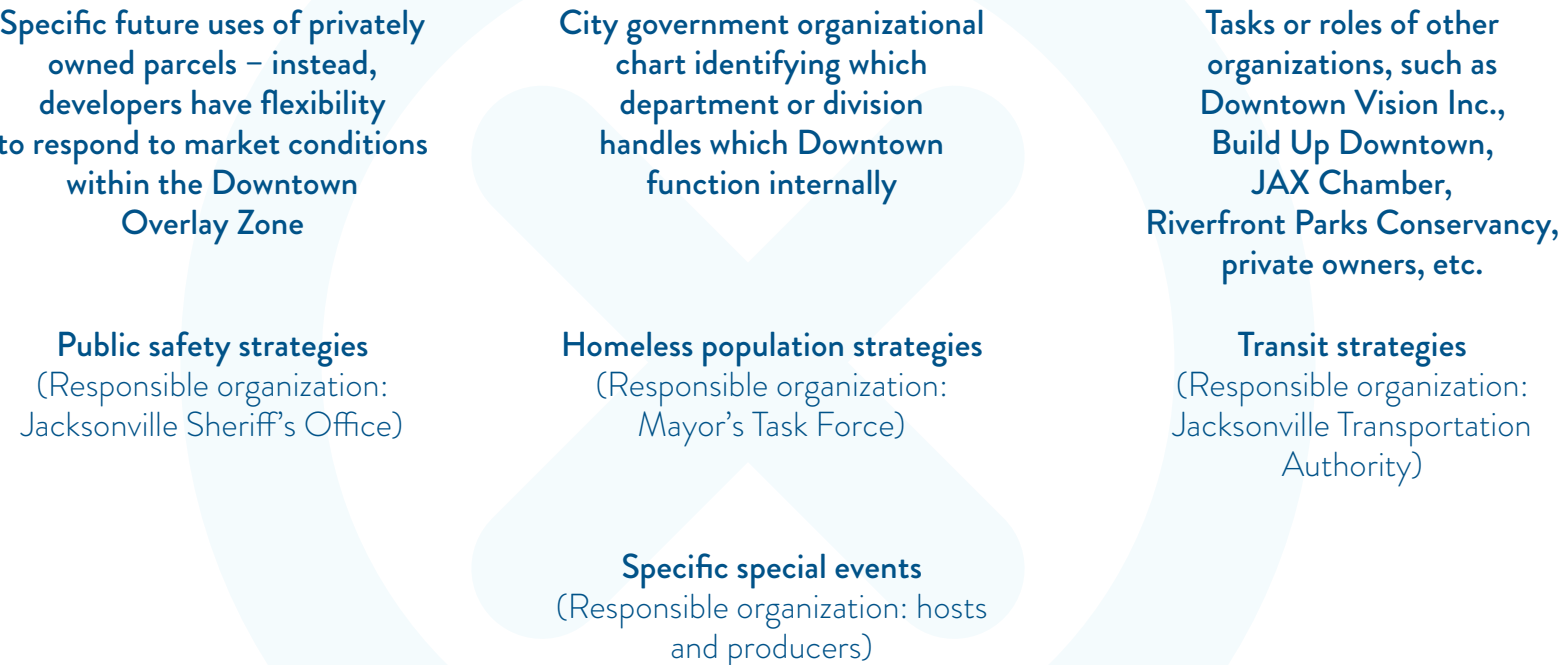 Specific future uses of privately
owned parcels – instead,
developers have flexibility
to respond to market conditions
within the Downtown
Overlay Zone
City government organizational
chart identifying which
department or division
handles which Downtown
function internally
Tasks or roles of other
organizations, such as
Downtown Vision Inc.,
Build Up Downtown,
JAX Chamber,
Riverfront Parks Conservancy,
private owners, etc.
Public safety strategies
(Responsible organization:
Jacksonville Sheriff’s Office)
Homeless population strategies
(Responsible organization:
Mayor’s Task Force)
Transit strategies
(Responsible organization:
Jacksonville Transportation
Authority)
Specific special events
(Responsible organization: hosts
and producers)